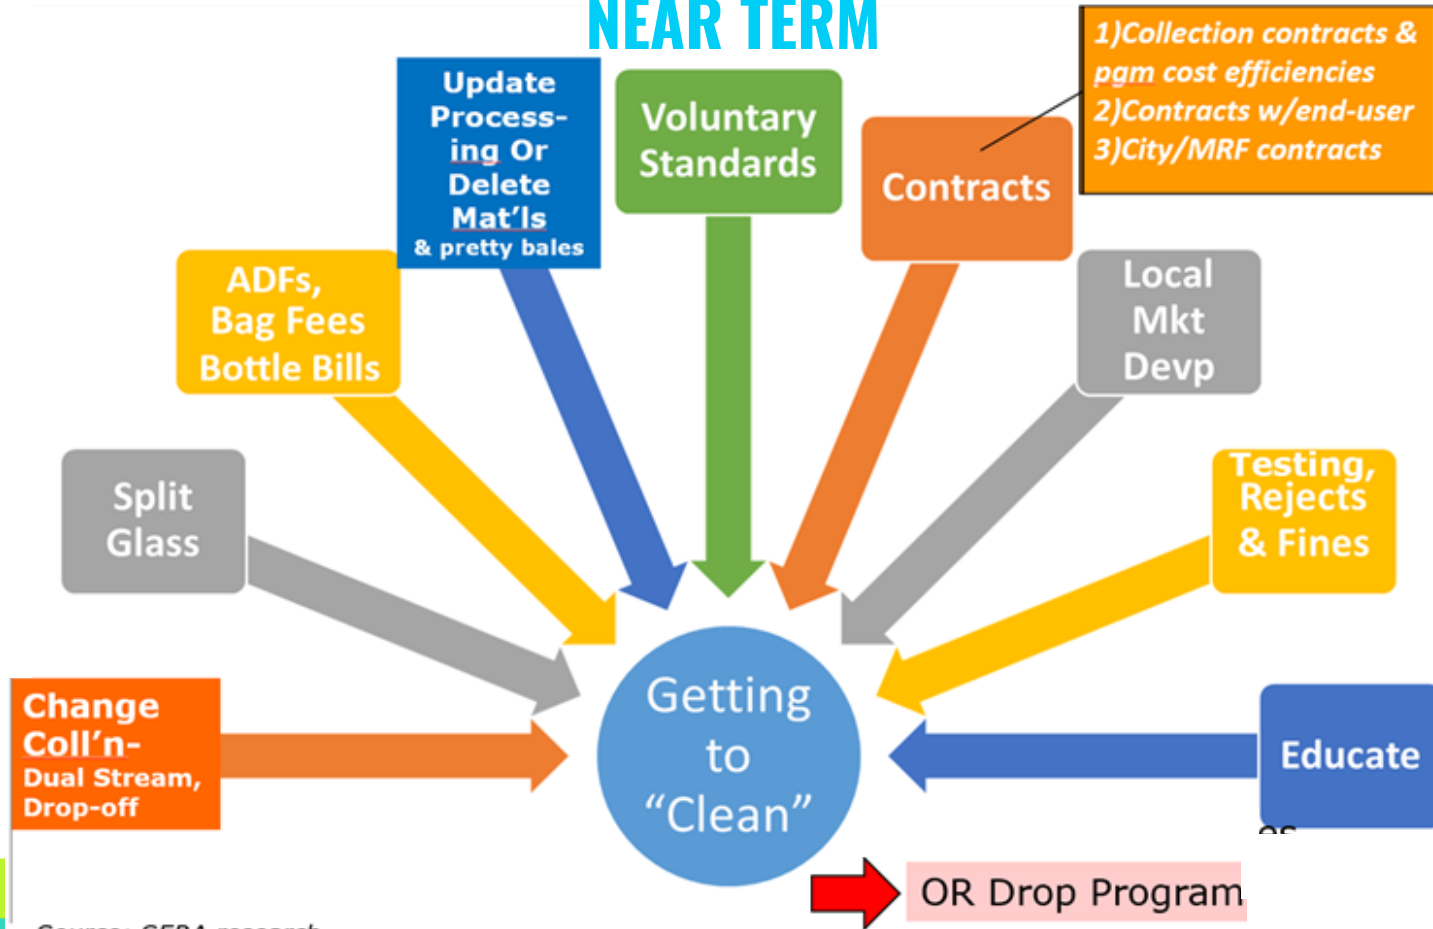 NEAR TERM
1)Collection contracts &
pgm cost efficiencies
2)Contracts w/end-user
3)City/MRF contracts
Update
Process-
ing Or
Delete
Mat’ls
& pretty bales
Voluntary
Standards
Contracts
ADFs,
Bag Fees
Bottle Bills
Local
Mkt
Devp
Split
Glass
Testing,
Rejects
& Fines
Change
Coll’n-
Dual Stream,
Drop-off
Getting
to
“Clean”
Educate
OR Drop Program